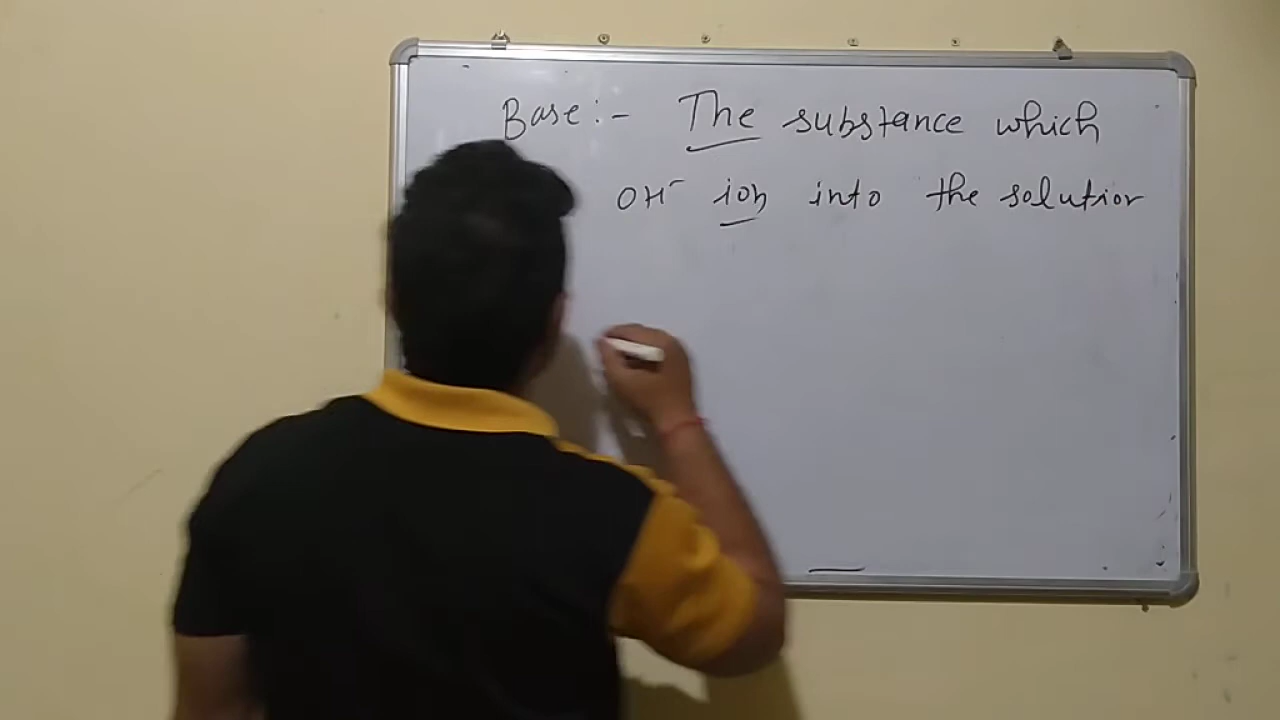 Base:- The substance which
OH⁻ ion into the solution